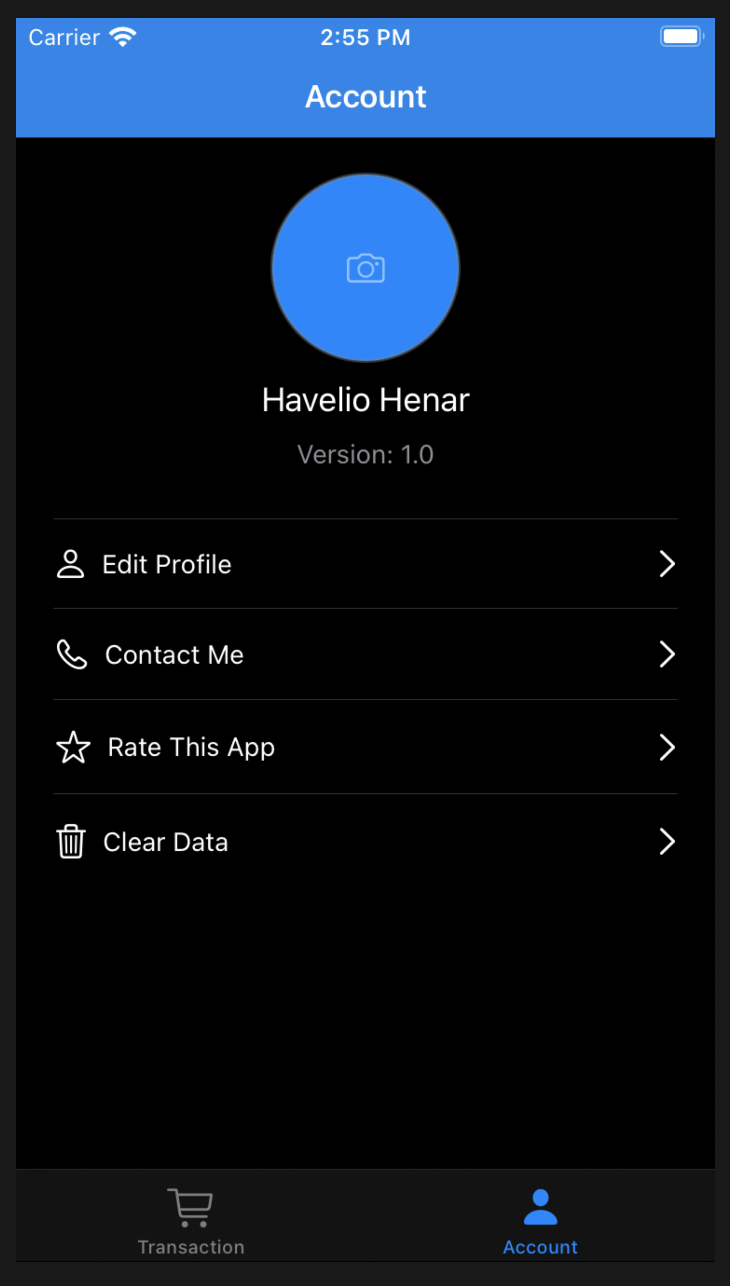 Carrier 2:55 PM
Account
Havelio Henar
Version: 1.0
Edit Profile
Contact Me
Rate This App
Clear Data
Transaction Account